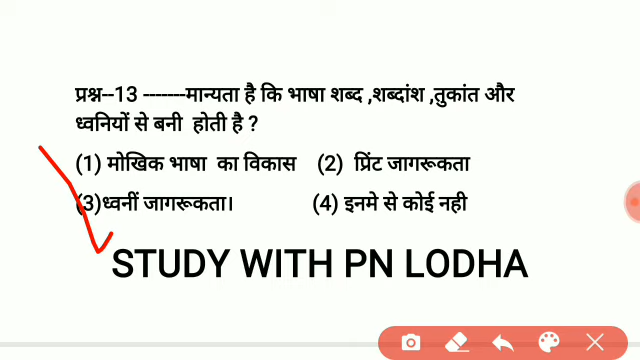 प्रश्न--13 -------मान्यता है कि भाषा शब्द ,शब्दांश ,तुकांत और
ध्वनियों से बनी होती है ?
(1) मोखिक भाषा का विकास (2) प्रिंट जागरूकता
(3)ध्वनीं जागरूकता। (4) इनमे से कोई नही
STUDY WITH PN LODHA